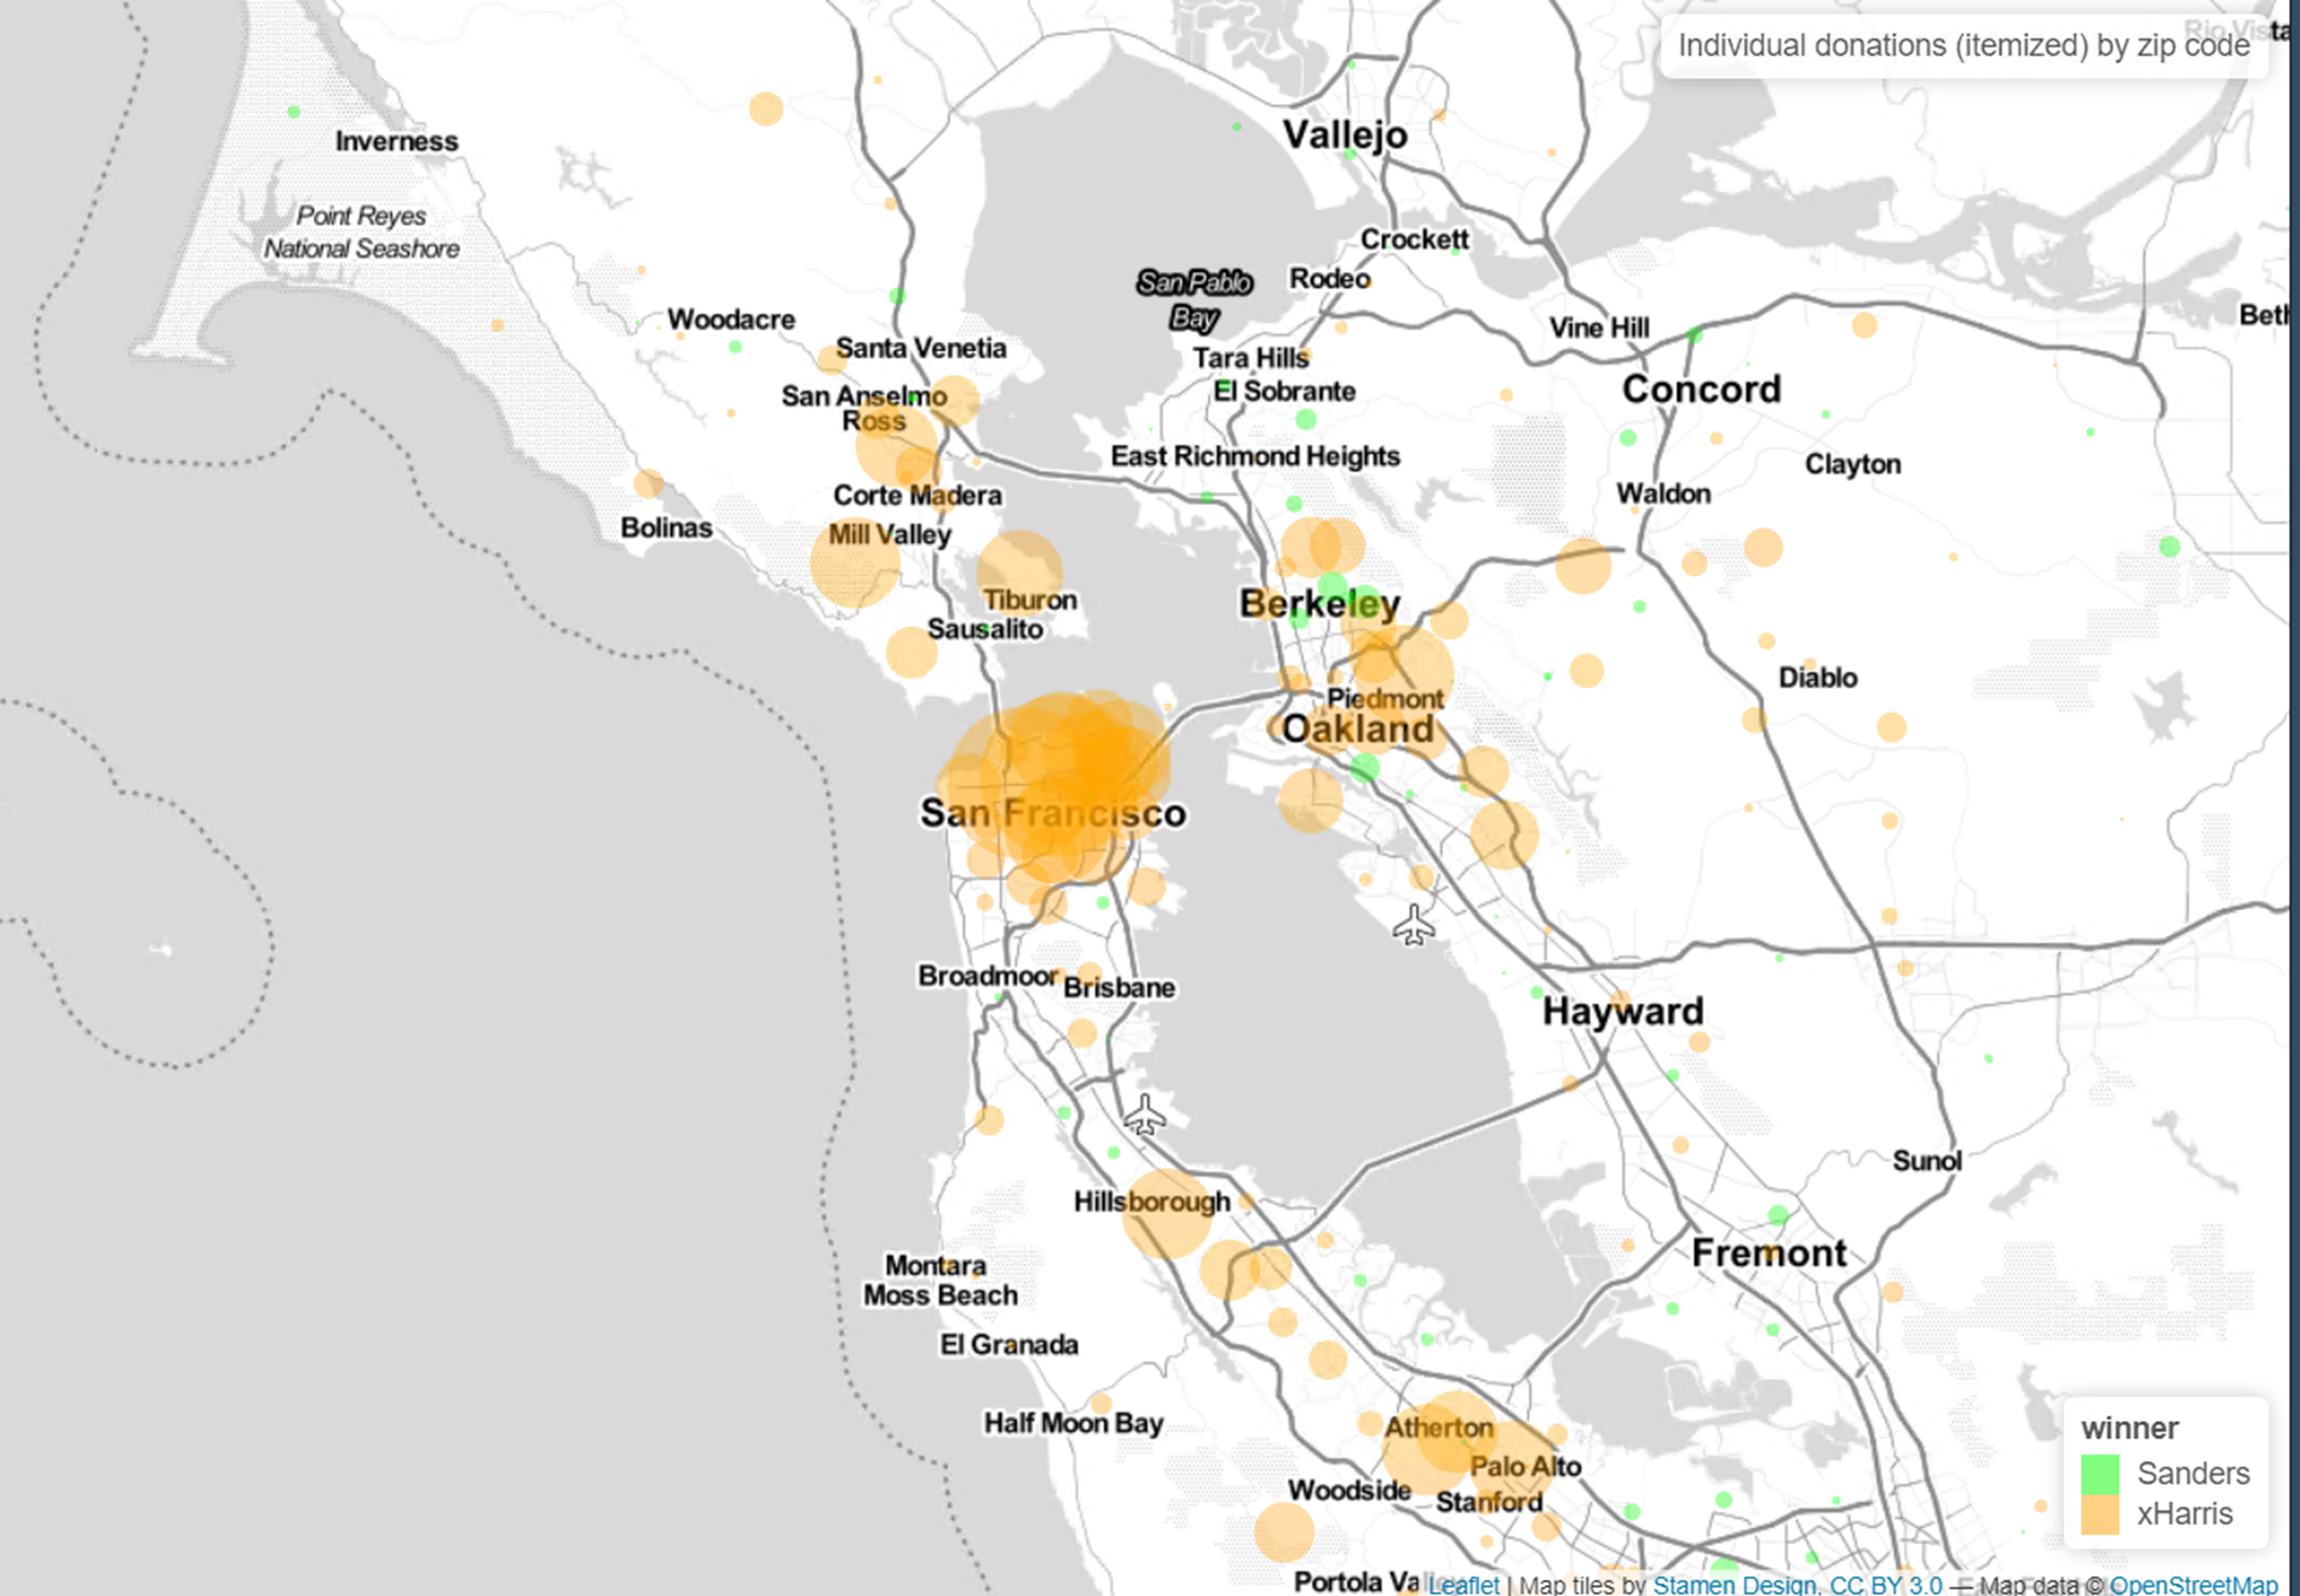 Rio Vista
Individual donations (itemized) by zip code
Vallejo
Inverness
Point Reyes
National Seashore
Crockett
Rodeo
San Pablo
Bay
Woodacre
Vine Hill
Santa Venetia
Tara Hills
El Sobrante
San Anselmo
Ross
Concord
East Richmond Heights
Clayton
Corte Madera
Waldon
Bolinas
Mill Valley
Tiburon
Berkeley
Sausalito
Diablo
Piedmont
Oakland
San Francisco
Broadmoor
Brisbane
Hayward
Sunol
Hillsborough
Fremont
Montara
Moss Beach
El Granada
Half Moon Bay
Atherton
Palo Alto
Woodside
Stanford
winner
Sanders
xHarris
Leaflet | Map tiles by Stamen Design, CC BY 3.0 — Map data © OpenStreetMap